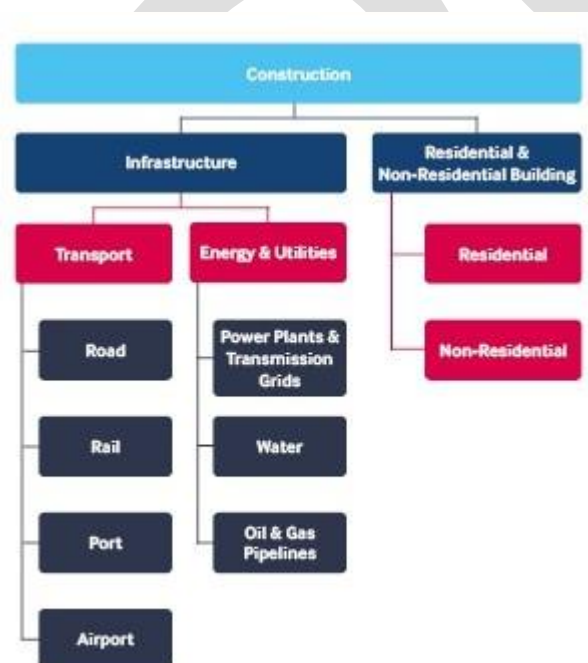 Construction
Infrastructure
Residential &
Non-Residential Building
Transport
Energy & Utilities
Residential
Road
Power Plants &
Transmission
Grids
Non-Residential
Rail
Water
Port
Oil & Gas
Pipelines
Airport